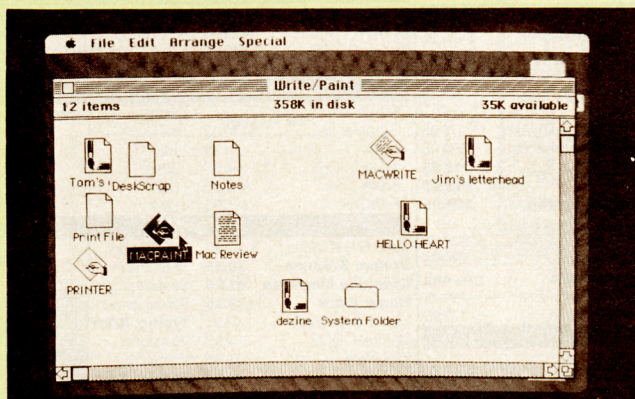 File Edit Arrange Special
Write/Paint
12 items 358K in disk 35K available
Tom's DeskScrap Notes MACWRITE Jim's letterhead
Print File MACPAINT Mac Review HELLO HEART
PRINTER dezine System Folder